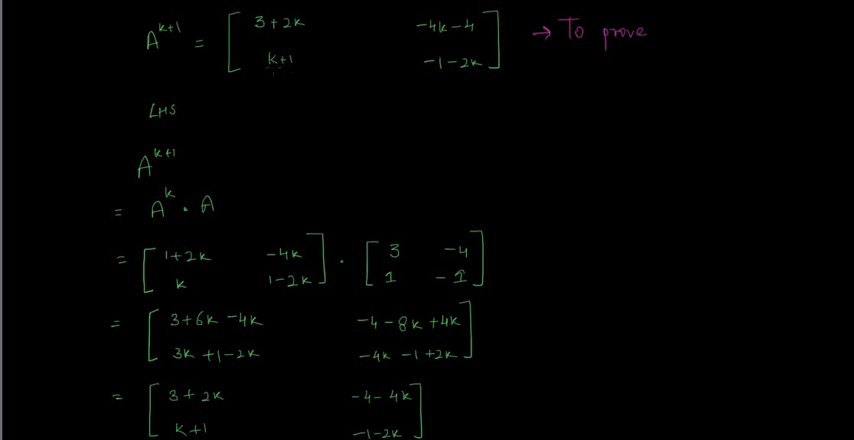 A^{k+1} = [ 3+2k   -4k-4 ] → To prove
[ k+1   -1-2k ]
LHS
A^{k+1}
= A^k . A
= [ 1+2k   -4k ] . [ 3   -4 ]
[ k   1-2k ] [ 1   -1 ]
= [ 3+6k-4k   -4-8k+4k ]
[ 3k+1-2k   -4k-1+2k ]
= [ 3+2k   -4-4k ]
[ k+1   -1-2k ]